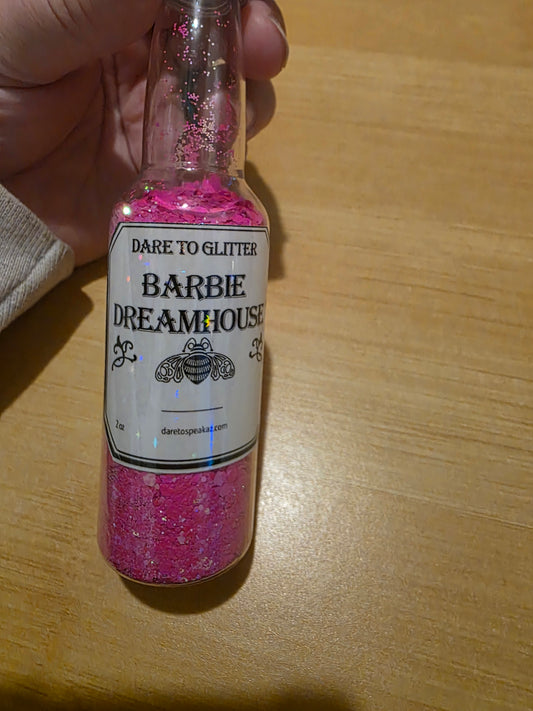 DARE TO GLITTER
BARBIE
DREAMHOUSE
2 oz
daretospeakaz.com